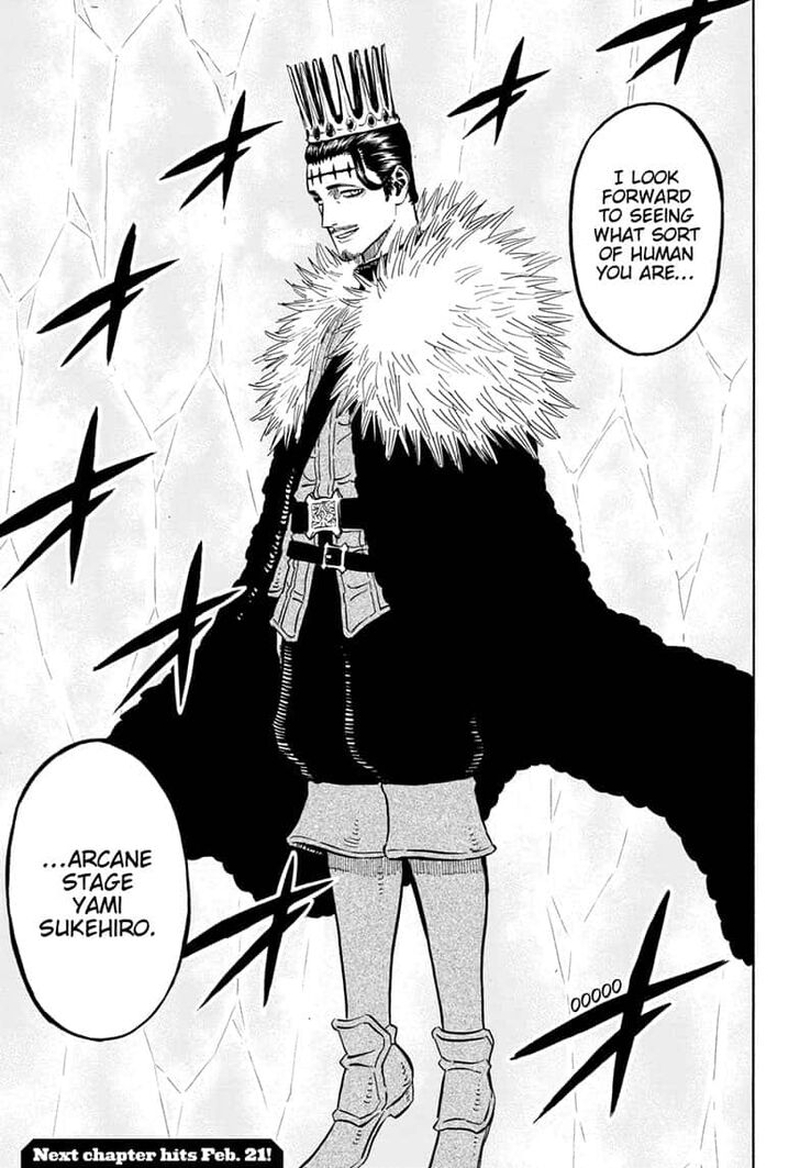 I LOOK
FORWARD
TO SEEING
WHAT SORT
OF HUMAN
YOU ARE...
...ARCANE
STAGE
YAMI
SUKEHIRO.
OOOOO
Next chapter hits Feb. 21!